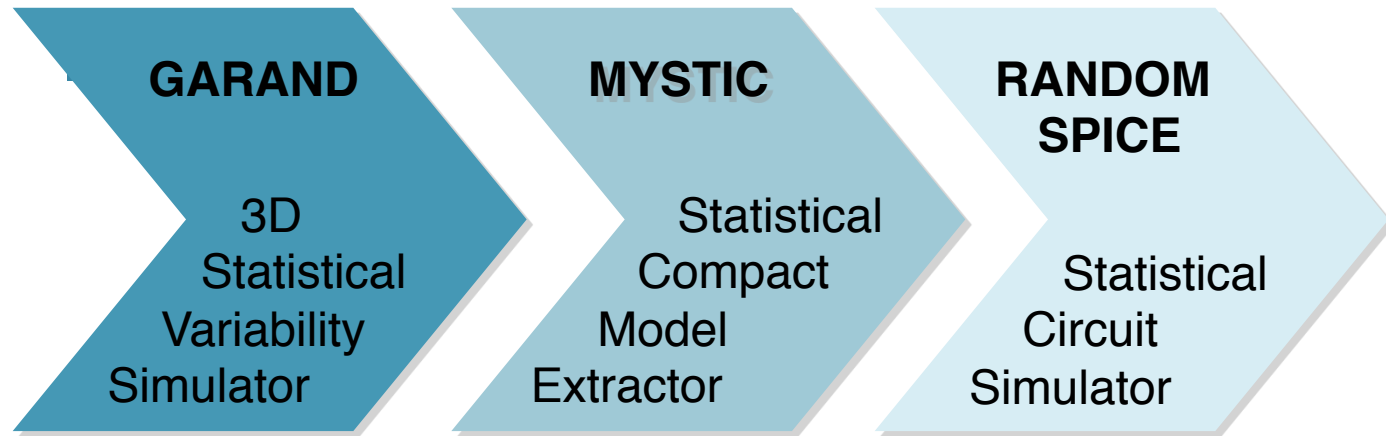 GARAND
3D
Statistical
Variability
Simulator
MYSTIC
Statistical
Compact
Model
Extractor
RANDOM
SPICE
Statistical
Circuit
Simulator